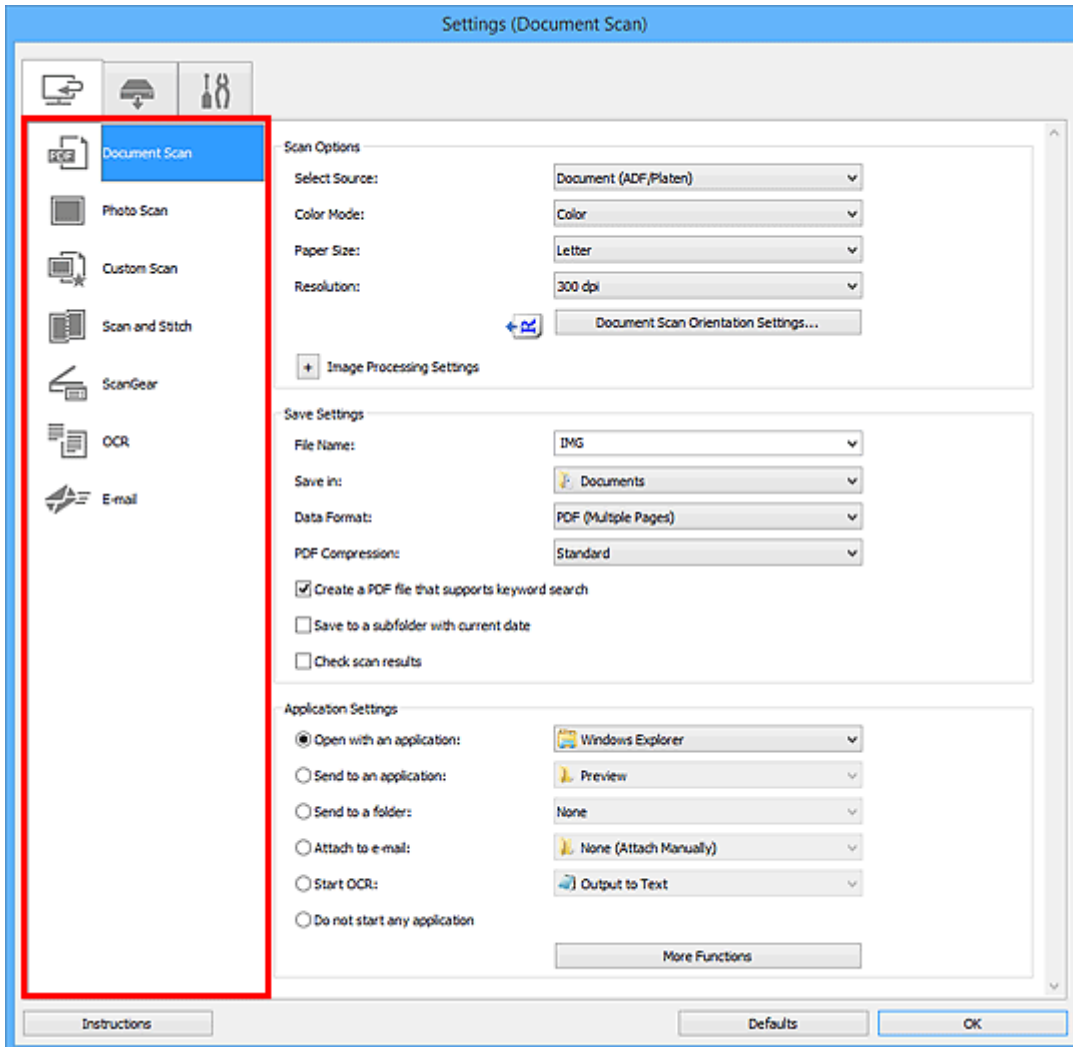 Settings (Document Scan)
Document Scan
Photo Scan
Custom Scan
Scan and Stitch
ScanGear
OCR
E-mail
Scan Options
Select Source: Document (ADF/Platen)
Color Mode: Color
Paper Size: Letter
Resolution: 300 dpi
R Document Scan Orientation Settings...
+ Image Processing Settings
Save Settings
File Name: IMG
Save in: Documents
Data Format: PDF (Multiple Pages)
PDF Compression: Standard
Create a PDF file that supports keyword search
Save to a subfolder with current date
Check scan results
Application Settings
Open with an application: Windows Explorer
Send to an application: Preview
Send to a folder: None
Attach to e-mail: None (Attach Manually)
Start OCR: Output to Text
Do not start any application
More Functions
Instructions Defaults OK